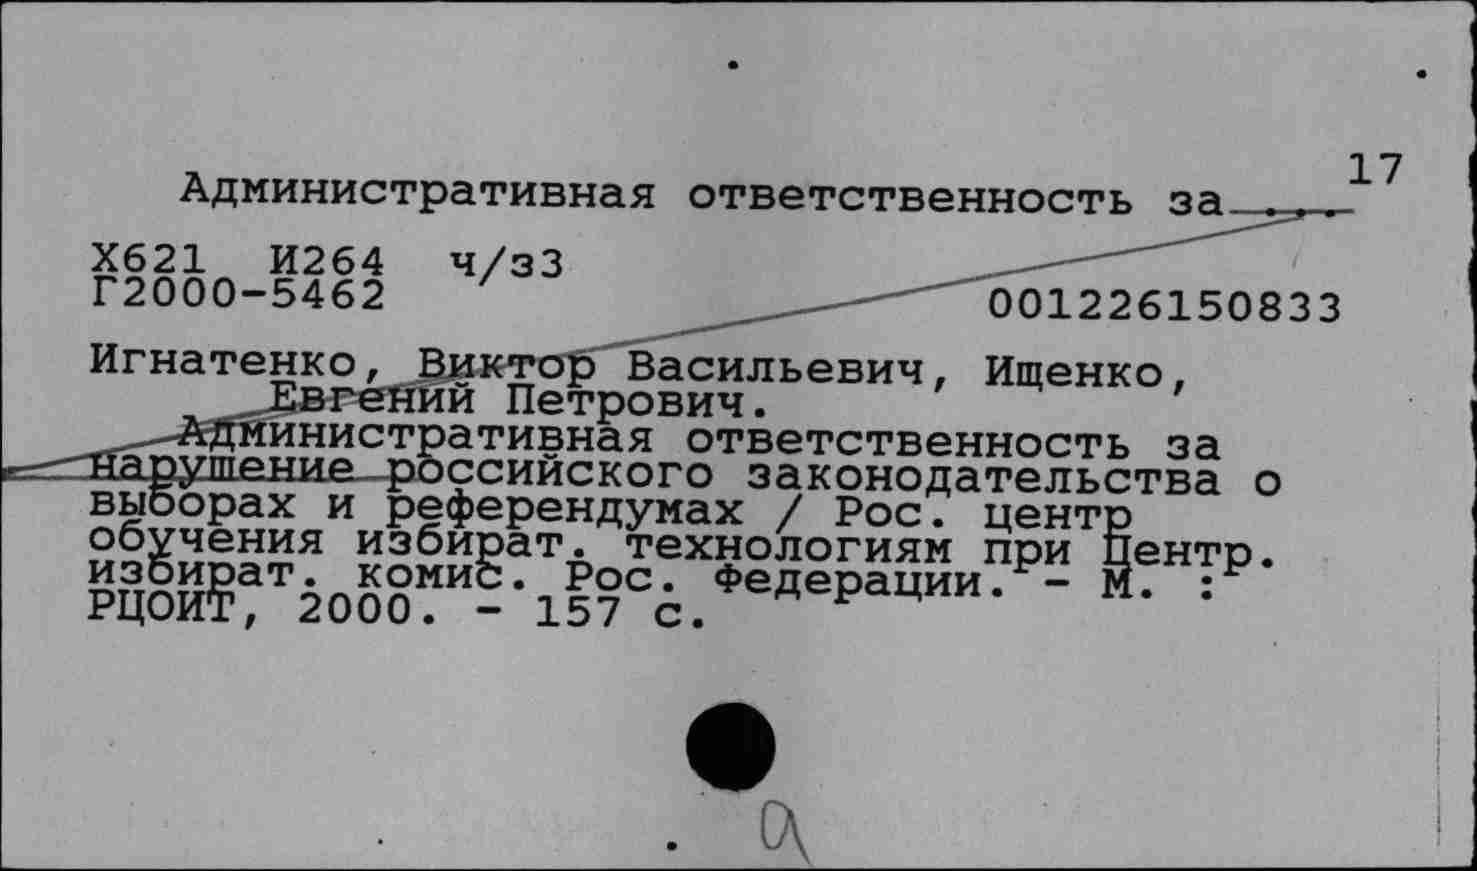 17
Административная ответственность за ...
Х621 И264 ч/з3
Г2000-5462
001226150833
Игнатенко, Виктор Васильевич, Ищенко,
Евгений Петрович.
Административная ответственность за
нарушение российского законодательства о
выборах и референдумах / Рос. центр
обучения избират. технологиям при Центр.
избират. комис. Рос. Федерации. - М. :
РЦОИТ, 2000. - 157 с.